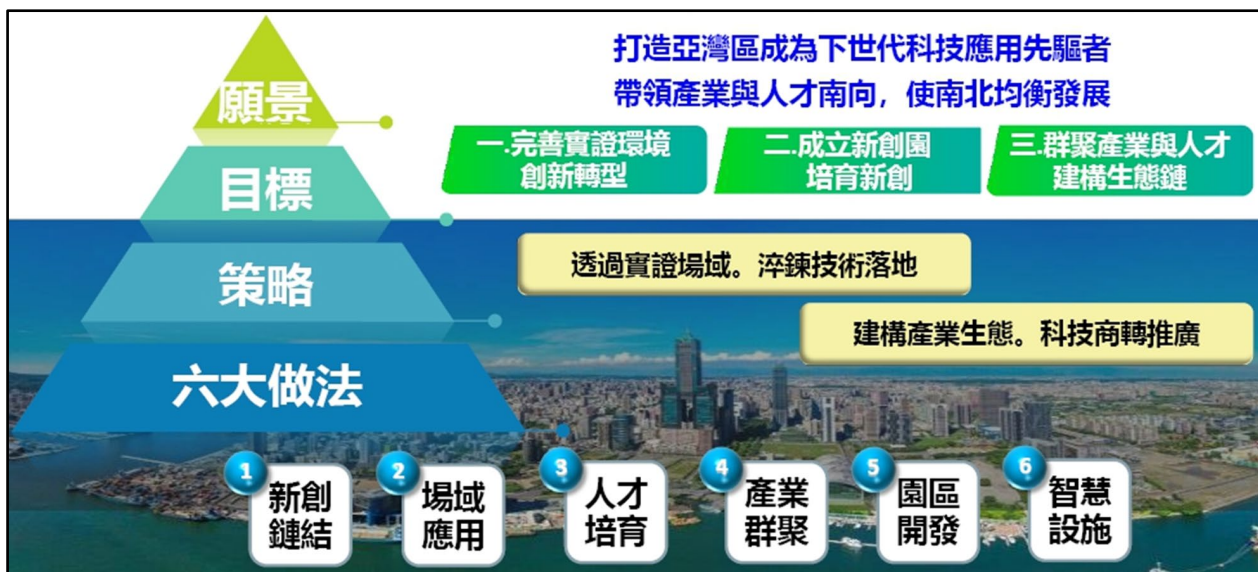 願景
打造亞灣區成為下世代科技應用先驅者
帶領產業與人才南向，使南北均衡發展
目標
一.完善實證環境
創新轉型
二.成立新創園
培育新創
三.群聚產業與人才
建構生態鏈
策略
透過實證場域。淬鍊技術落地
建構產業生態。科技商轉推廣
六大做法
1
新創
鏈結
2
場域
應用
3
人才
培育
4
產業
群聚
5
園區
開發
6
智慧
設施